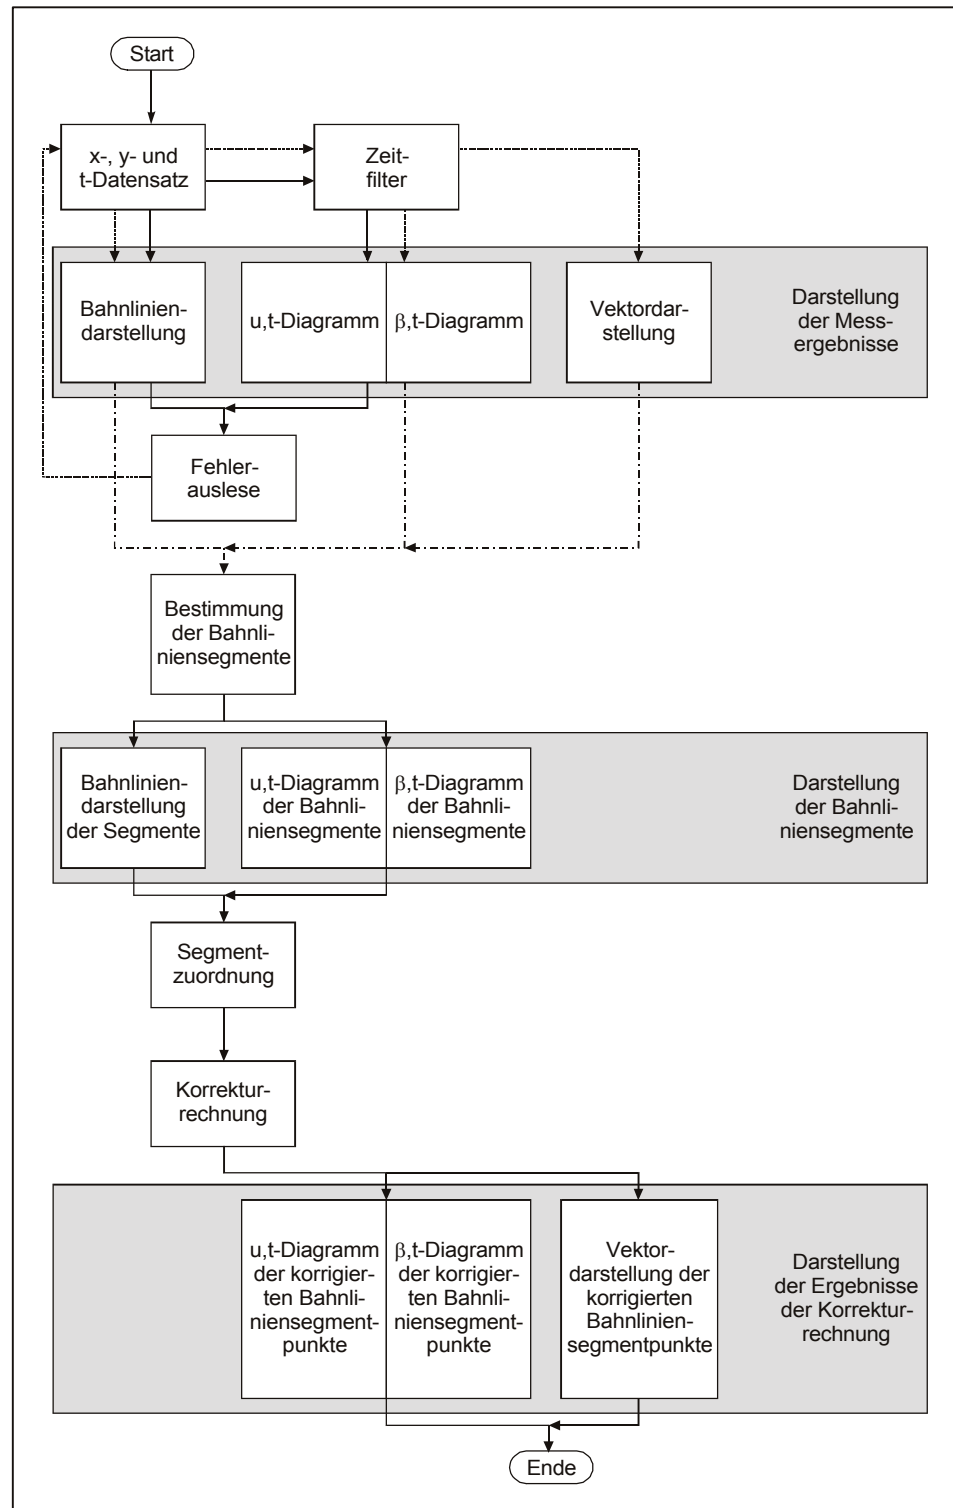 Start
x-, y- und
t-Datensatz
Zeit-
filter
Bahnlinien-
darstellung
u,t-Diagramm
β,t-Diagramm
Vektordar-
stellung
Darstellung
der Mess-
ergebnisse
Fehler-
auslese
Bestimmung
der Bahnli-
niensegmente
Bahnlinien-
darstellung
der Segmente
u,t-Diagramm
der Bahnli-
niensegmente
β,t-Diagramm
der Bahnli-
niensegmente
Darstellung
der Bahnli-
niensegmente
Segment-
zuordnung
Korrektur-
rechnung
u,t-Diagramm
der korrigier-
ten Bahnli-
niensegment-
punkte
β,t-Diagramm
der korrigier-
ten Bahnli-
niensegment-
punkte
Vektor-
darstellung der
korrigierten
Bahnlinien-
segmentpunkte
Darstellung
der Ergebnisse
der Korrektur-
rechnung
Ende